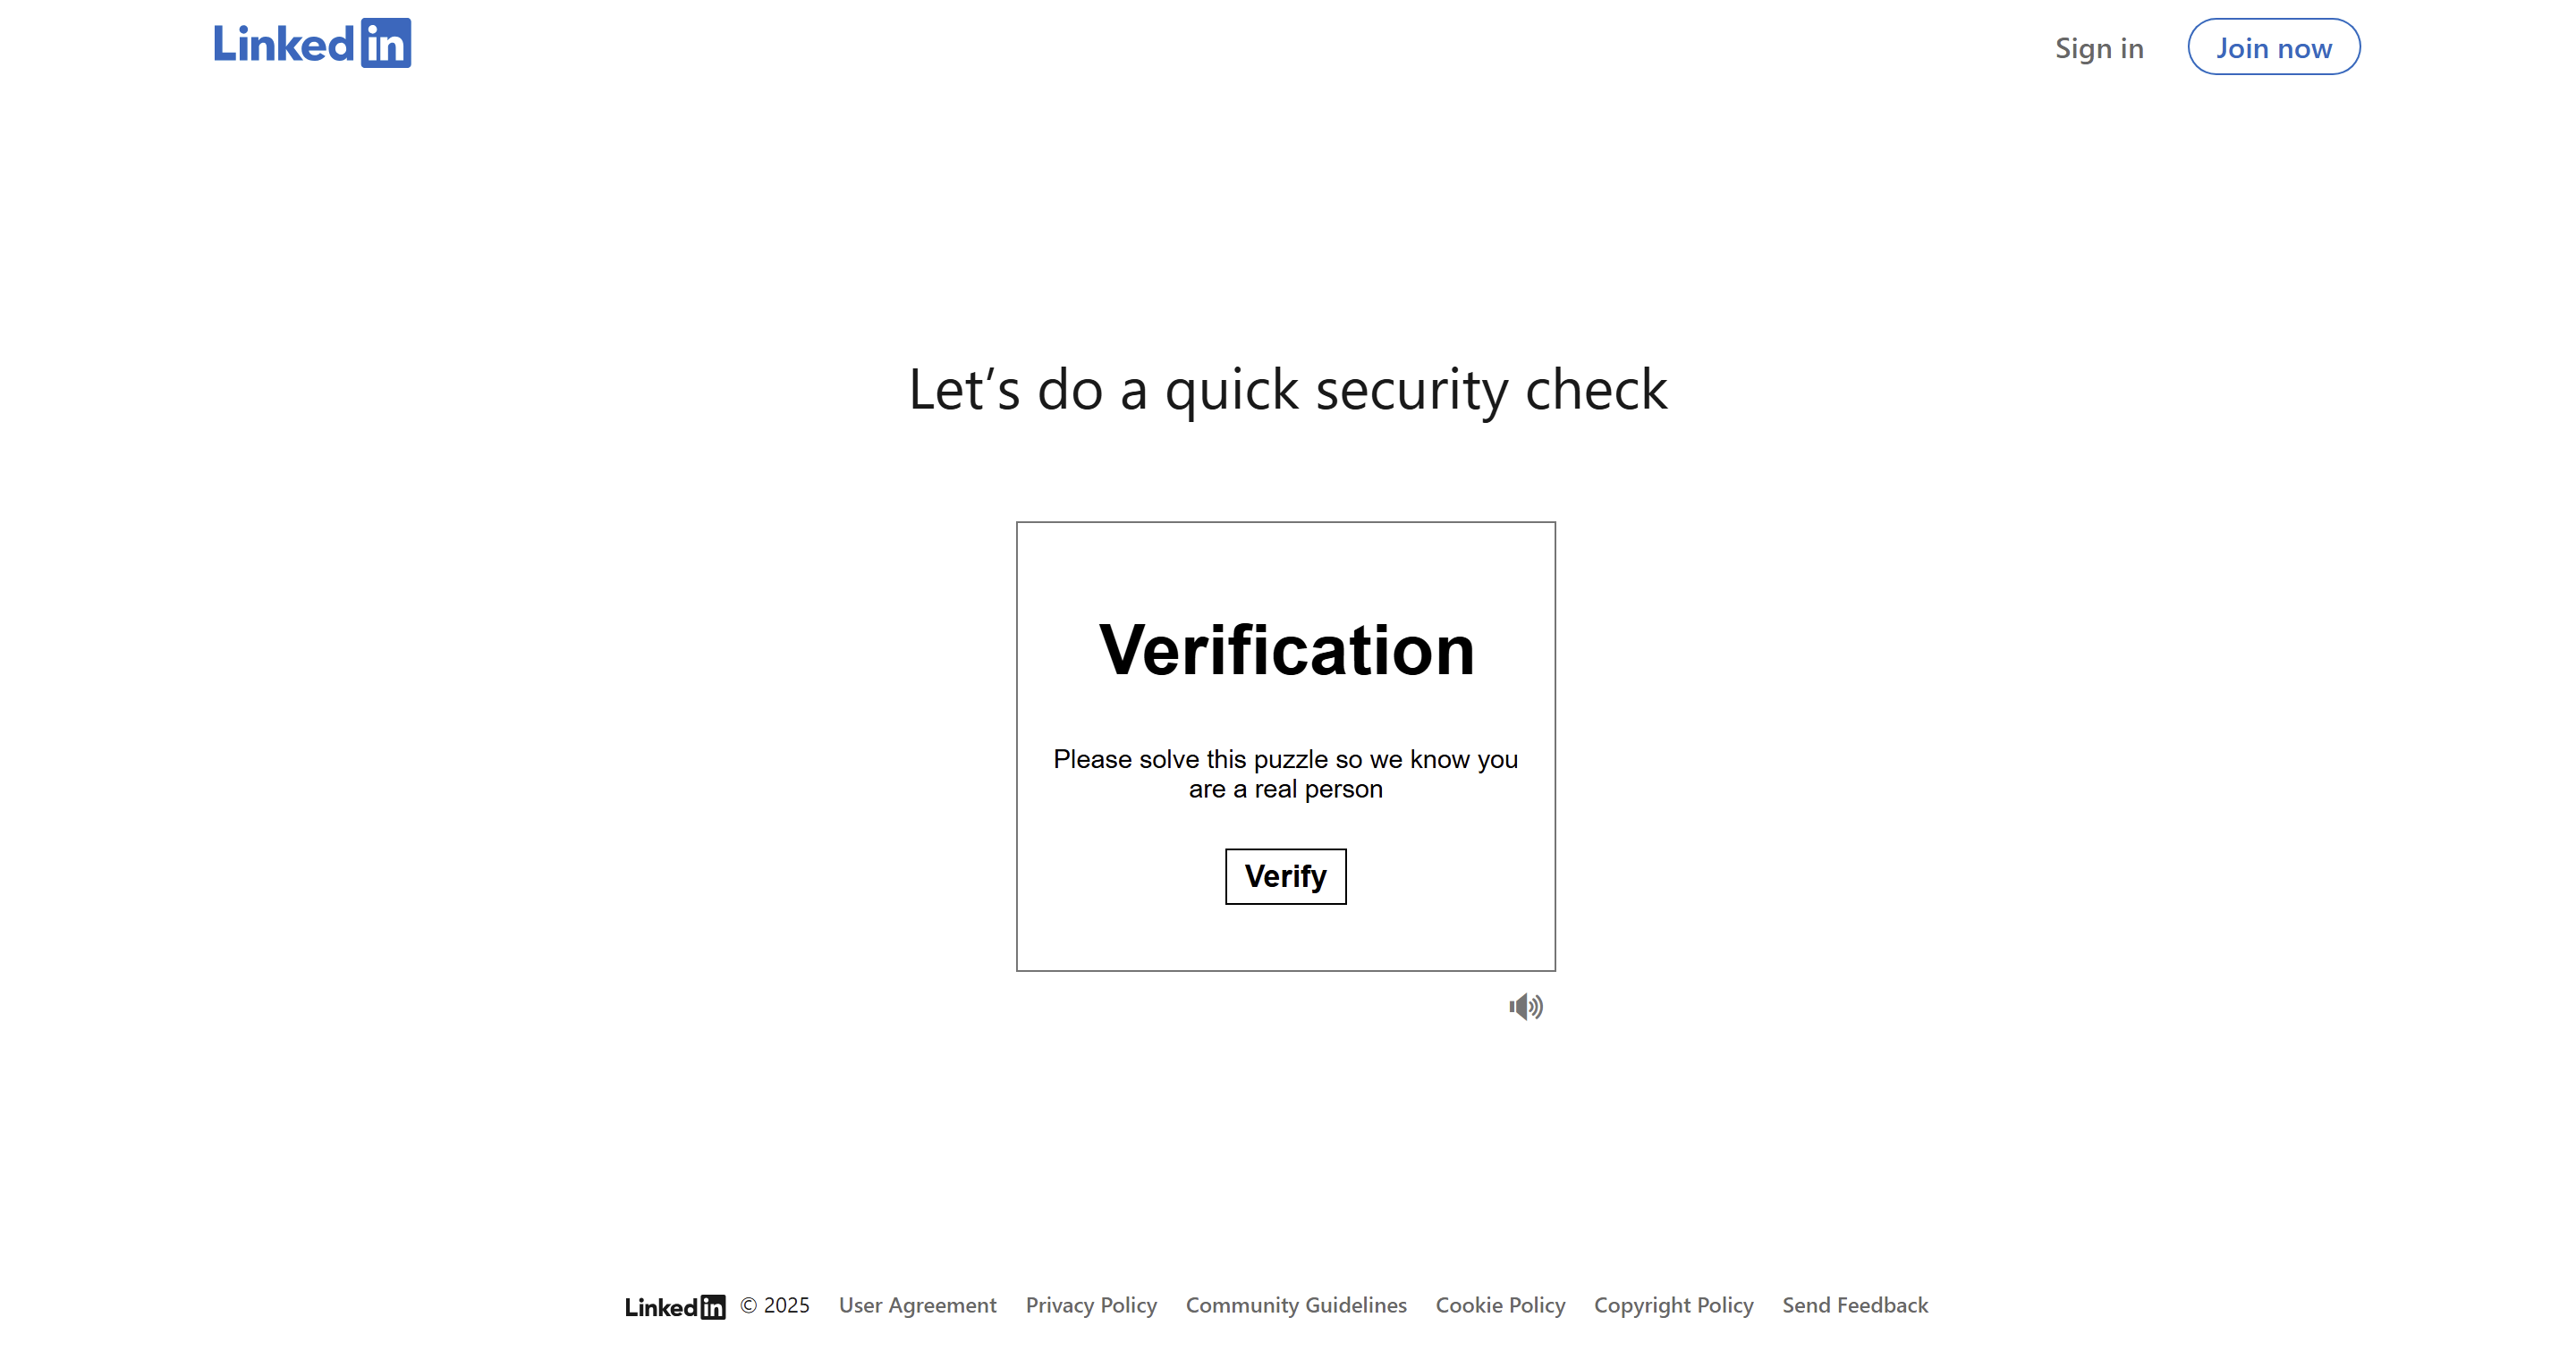 LinkedIn
Sign in
Join now
Let’s do a quick security check
Verification
Please solve this puzzle so we know you
are a real person
Verify
LinkedIn © 2025 User Agreement Privacy Policy Community Guidelines Cookie Policy Copyright Policy Send Feedback